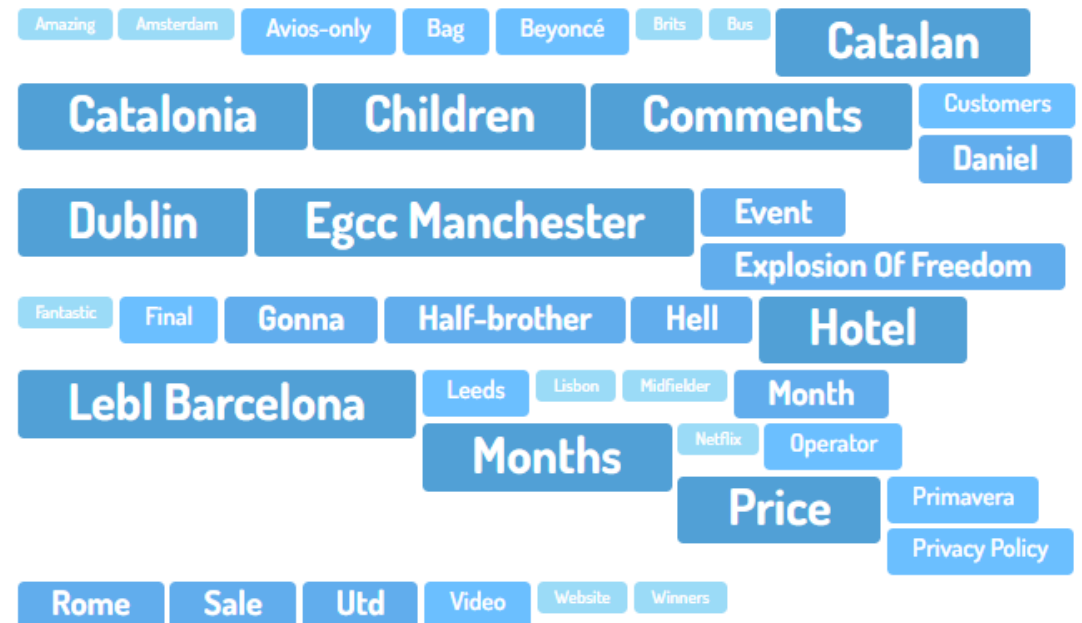 Amazing Amsterdam Avios-only Bag Beyoncé Brits Bus Catalan
Catalonia Children Comments Customers
Daniel
Dublin Egcc Manchester Event
Explosion Of Freedom
Fantastic Final Gonna Half-brother Hell Hotel
Lebl Barcelona Leeds Lisbon Midfielder Month
Months Netflix Operator
Price Primavera
Privacy Policy
Rome Sale Utd Video Website Winners